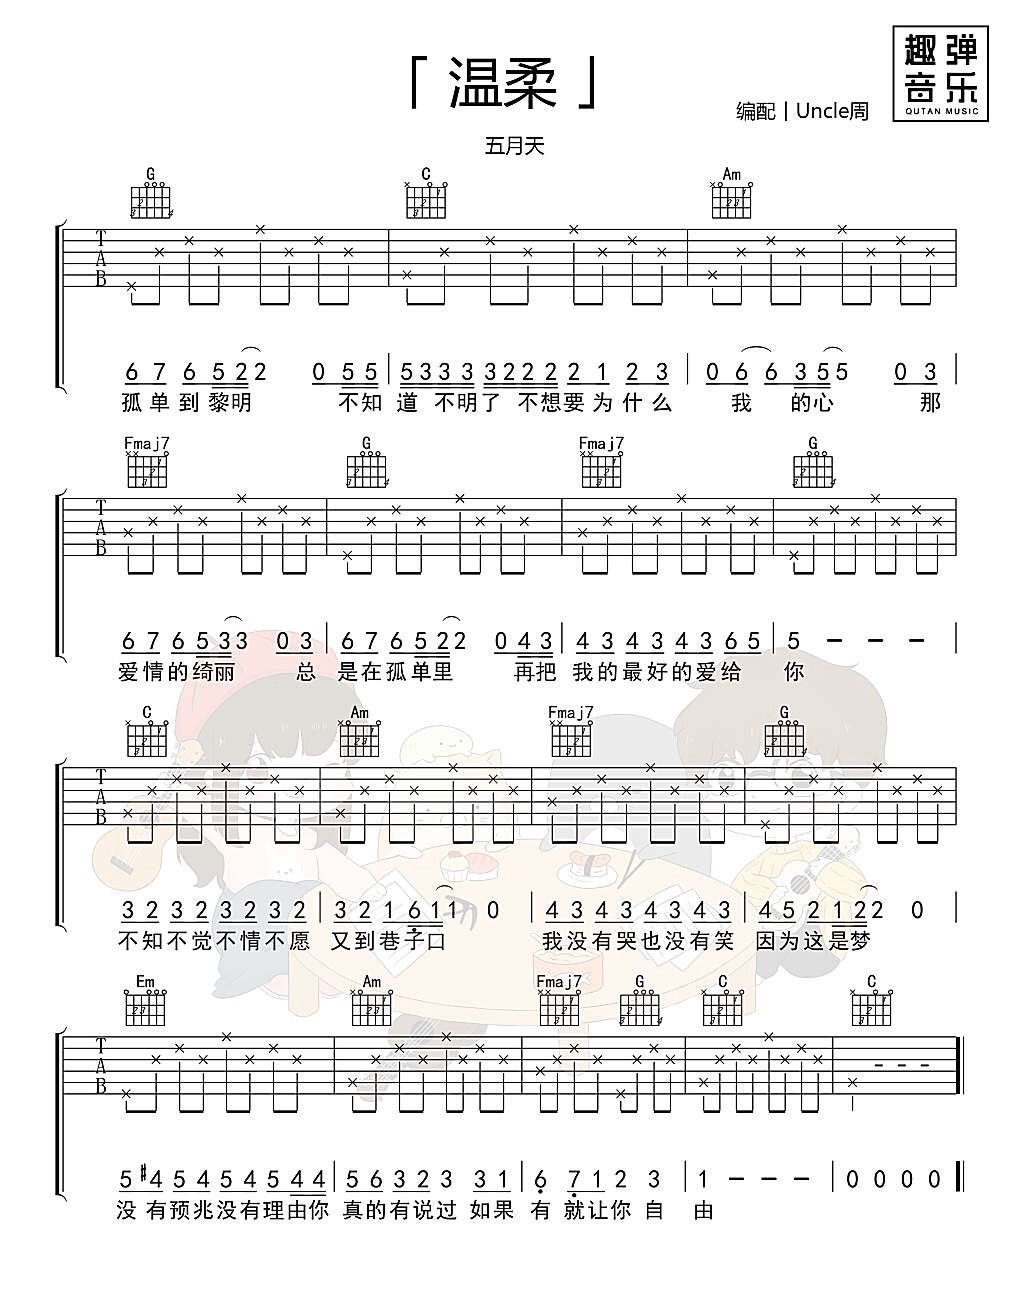 「 温柔 」
趣弹
音乐
QUTAN MUSIC
编配 | Uncle周
五月天
G C Am
T
A
B
6 7 6 5 2 2 0 5 5 | 5 3 3 3 3 2 2 2 2 2 1 2 3 | 0 6 6 3 5 5 0 3 |
孤单到黎明 不知 道 不明了 不想要为什么 我 的心 那
Fmaj7 G Fmaj7 G
T
A
B
6 7 6 5 3 3 0 3 | 6 7 6 5 2 2 0 4 3 | 4 3 4 3 4 3 6 5 | 5 – – – |
爱情的绮丽 总 是在孤单里 再把 我的最好的爱给 你
C Am Fmaj7 G
T
A
B
3 2 3 2 3 2 3 2 | 3 2 1 6 1 0 | 4 3 4 3 4 3 4 3 | 4 5 2 1 2 2 0 |
不知不觉不情不愿 又到巷子口 我没有哭也没有笑 因为这是梦
Em Am Fmaj7 G C C
T
A
B
5 #4 5 4 5 4 5 4 4 | 5 6 3 2 3 3 1 | 6 7 1 2 3 | 1 – – – | 0 0 0 0 ‖
没有预兆没有理由你 真的有说过 如果 有 就让你 自 由